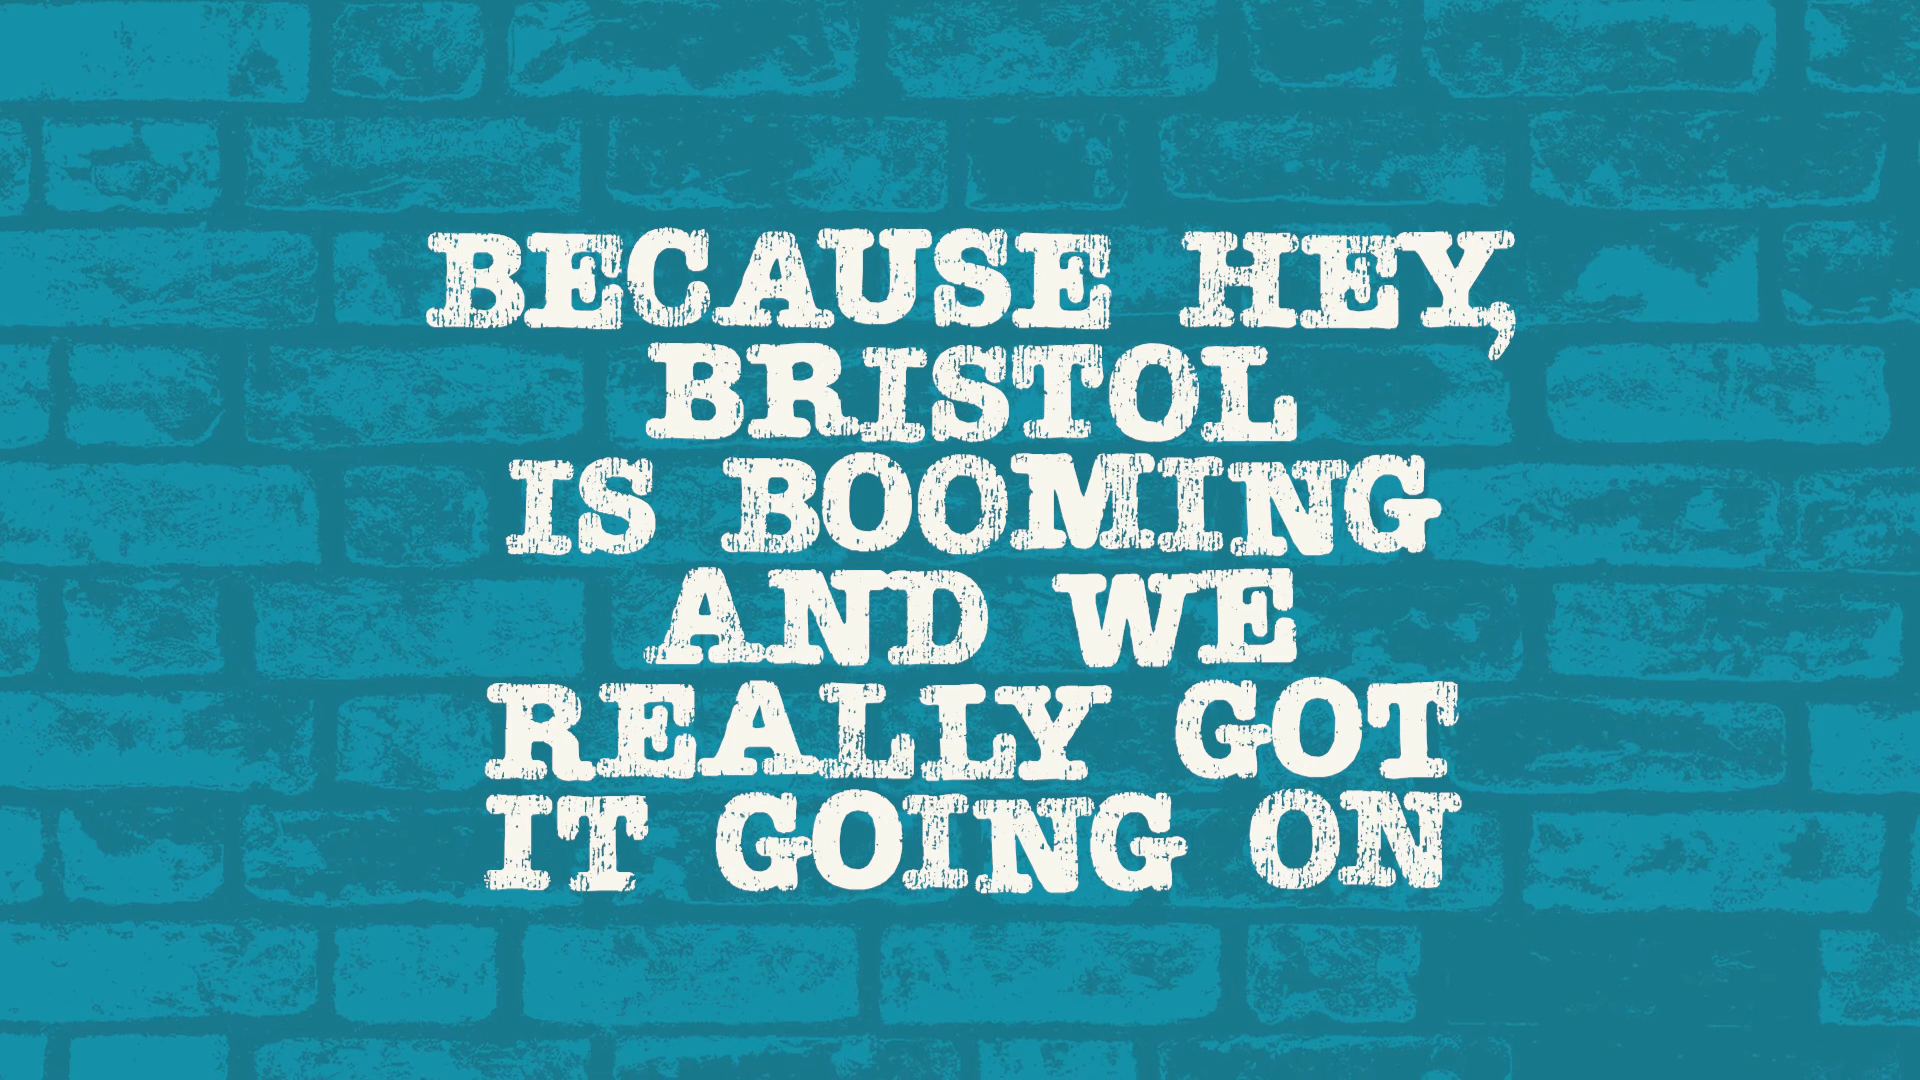 BECAUSE HEY,
BRISTOL
IS BOOMING
AND WE
REALLY GOT
IT GOING ON